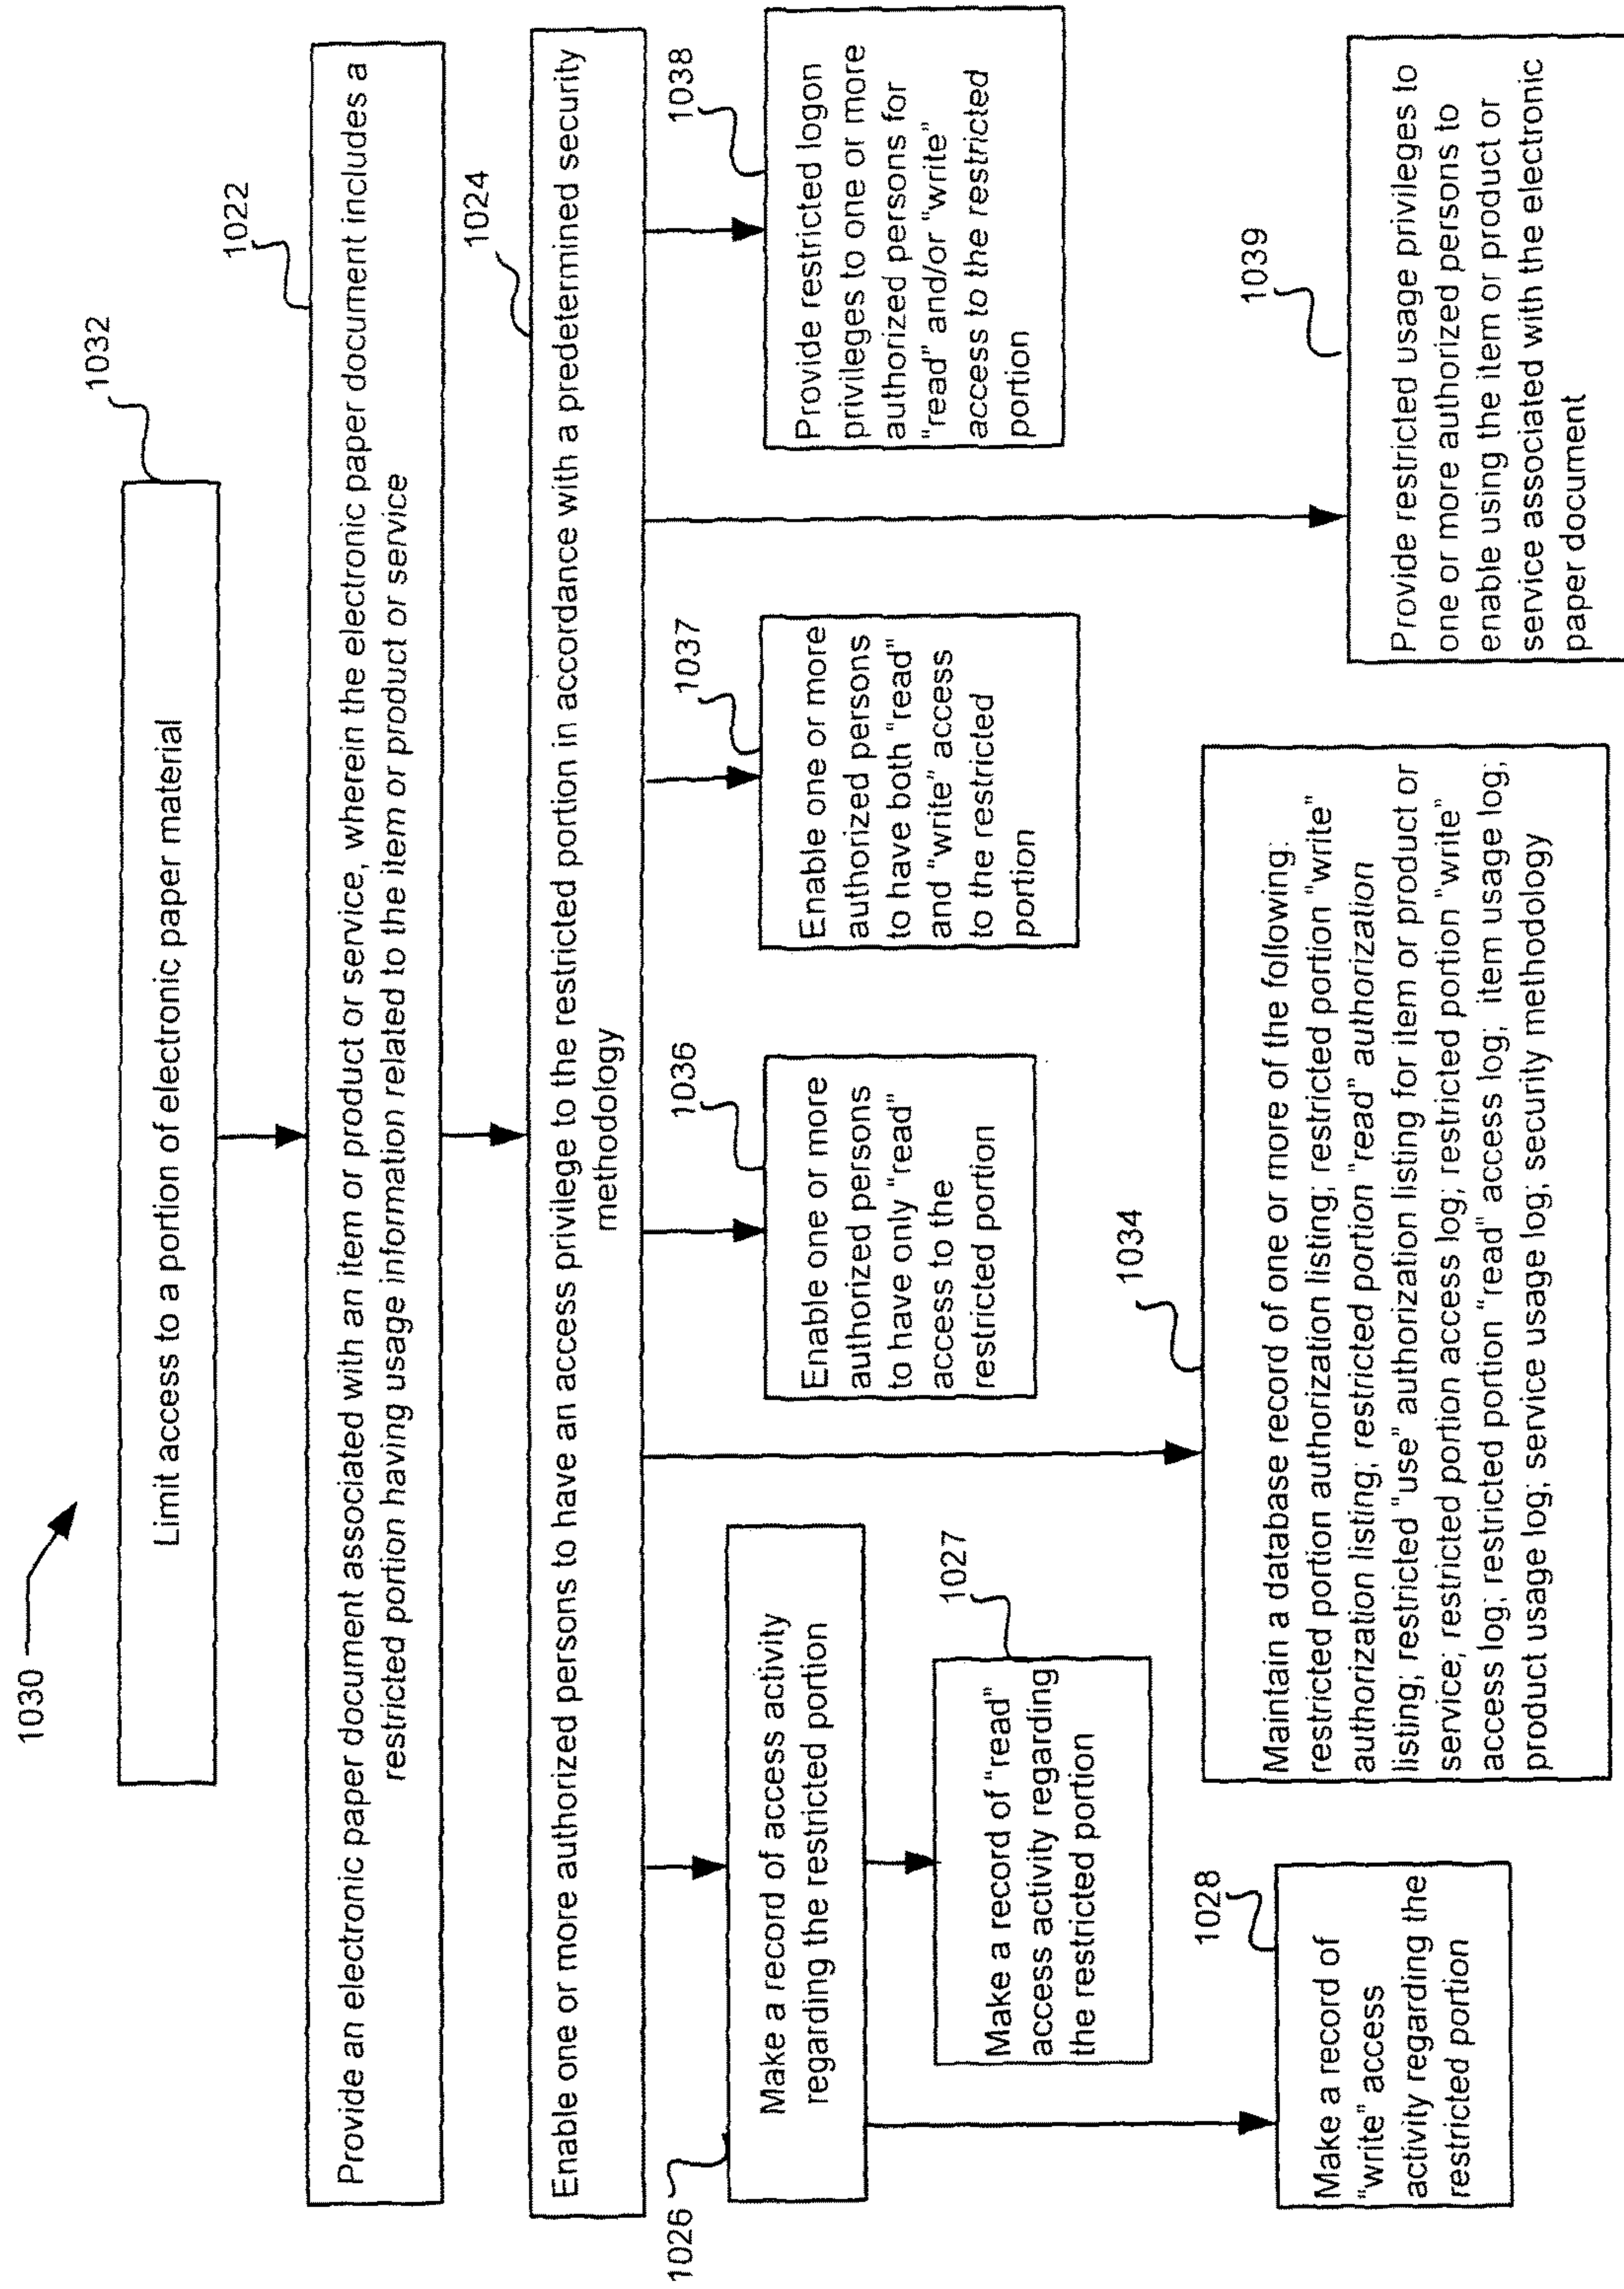 1030
1032
Limit access to a portion of electronic paper material
1022
Provide an electronic paper document associated with an item or product or service, wherein the electronic paper document includes a
restricted portion having usage information related to the item or product or service
1024
Enable one or more authorized persons to have an access privilege to the restricted portion in accordance with a predetermined security
methodology
1026
Make a record of access activity
regarding the restricted portion
1027
Make a record of "read"
access activity regarding
the restricted portion
1028
Make a record of
"write" access
activity regarding the
restricted portion
1036
Enable one or more
authorized persons
to have only "read"
access to the
restricted portion
1037
Enable one or more
authorized persons
to have both "read"
and "write" access
to the restricted
portion
1038
Provide restricted logon
privileges to one or more
authorized persons for
"read" and/or "write"
access to the restricted
portion
1034
Maintain a database record of one or more of the following:
restricted portion authorization listing; restricted portion "write"
authorization listing; restricted portion "read" authorization
listing; restricted "use" authorization listing for item or product or
service; restricted portion access log; restricted portion "write"
access log; restricted portion "read" access log; item usage log;
product usage log; service usage log; security methodology
1039
Provide restricted usage privileges to
one or more authorized persons to
enable using the item or product or
service associated with the electronic
paper document